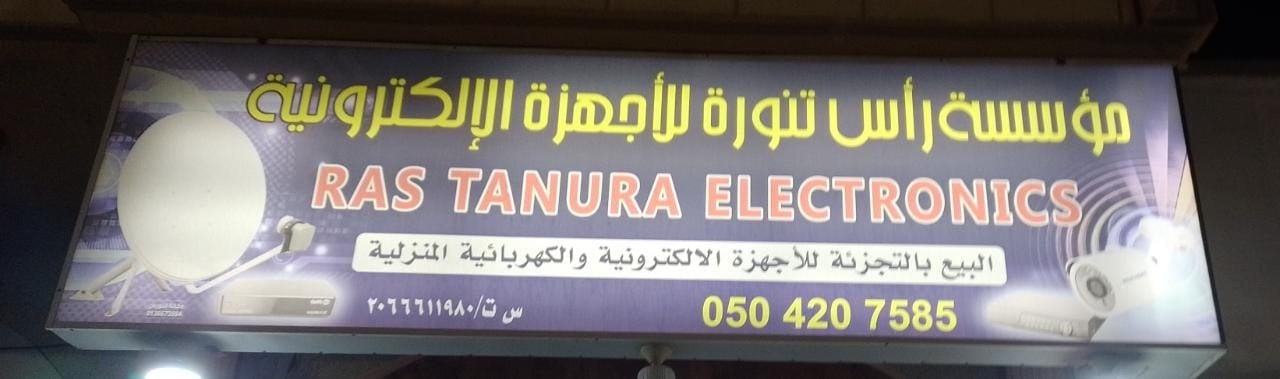 مؤسسة رأس تنورة للأجهزة الإلكترونية
RAS TANURA ELECTRONICS
البيع بالتجزئة للأجهزة الالكترونية والكهربائية المنزلية
050 420 7585
س ت/٢٠٦٦٦١١٩٨٠